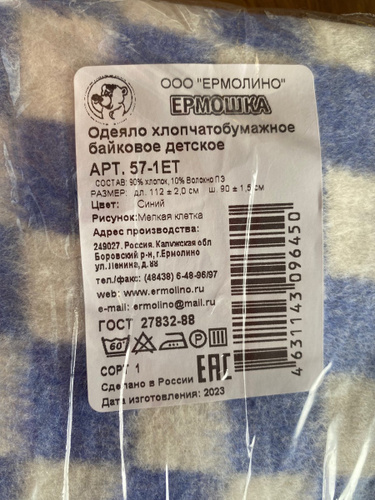 ООО "ЕРМОЛИНО"
ЕРМОШКА
Одеяло хлопчатобумажное
байковое детское
АРТ. 57-1ЕТ
СОСТАВ: 90% хлопок, 10% Волокно ПЭ
РАЗМЕР: дл. 112 ± 2,0 см ш. 90 ± 1,5 см
Цвет: Синий
Рисунок: Мелкая клетка
Адрес производства:
249027, Россия, Калужская обл
Боровский р-н, г.Ермолино
ул.Ленина, д.88
тел./факс: (48438) 6-48-96/97
web: www.ermolino.ru
e-mail: ermolino@mail.ru
ГОСТ 27832-88
60° P
СОРТ 1
Сделано в России
EAC
Дата изготовления: 2023
4631143096450